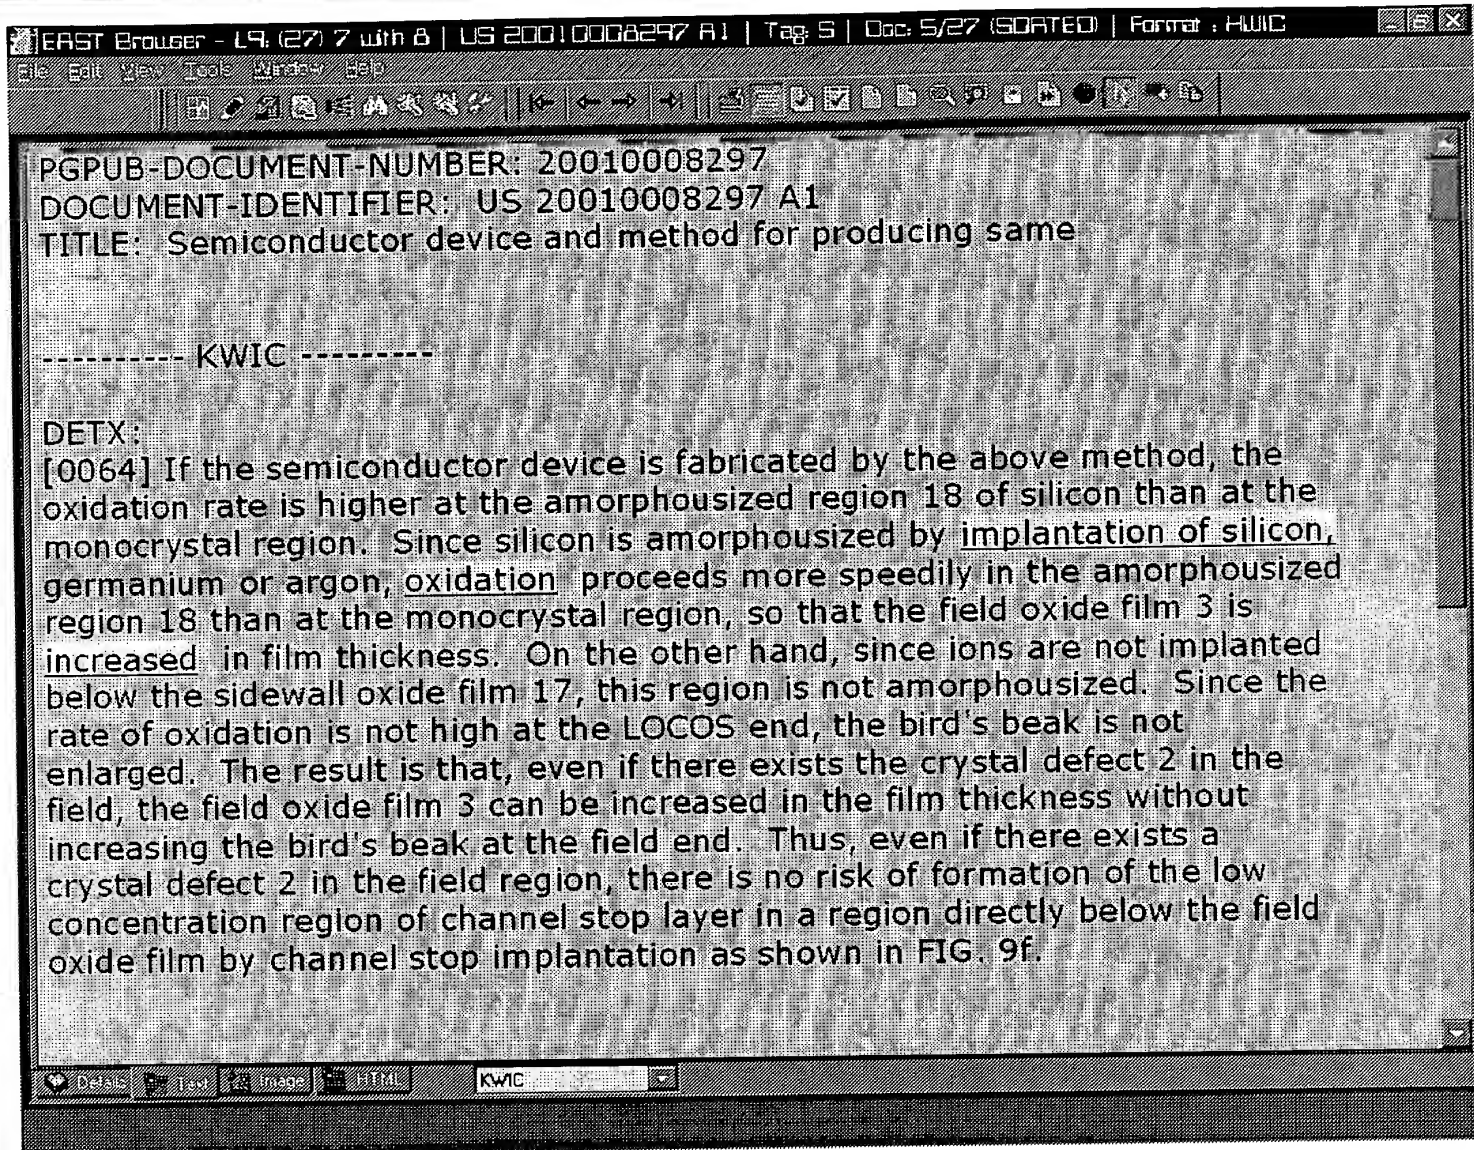 EAST Browser - L9: (27) 7 with 8 | US 20010008297 A1 | Tag: S | Doc: 5/27 (SORTED) | Format : KWIC
File Edit View Tools Window Help
PGPUB-DOCUMENT-NUMBER: 20010008297
DOCUMENT-IDENTIFIER: US 20010008297 A1
TITLE: Semiconductor device and method for producing same
---------- KWIC ---------
DETX:
[0064] If the semiconductor device is fabricated by the above method, the
oxidation rate is higher at the amorphousized region 18 of silicon than at the
monocrystal region. Since silicon is amorphousized by implantation of silicon,
germanium or argon, oxidation proceeds more speedily in the amorphousized
region 18 than at the monocrystal region, so that the field oxide film 3 is
increased in film thickness. On the other hand, since ions are not implanted
below the sidewall oxide film 17, this region is not amorphousized. Since the
rate of oxidation is not high at the LOCOS end, the bird's beak is not
enlarged. The result is that, even if there exists the crystal defect 2 in the
field, the field oxide film 3 can be increased in the film thickness without
increasing the bird's beak at the field end. Thus, even if there exists a
crystal defect 2 in the field region, there is no risk of formation of the low
concentration region of channel stop layer in a region directly below the field
oxide film by channel stop implantation as shown in FIG. 9f.
Details Text Image HTML KWIC